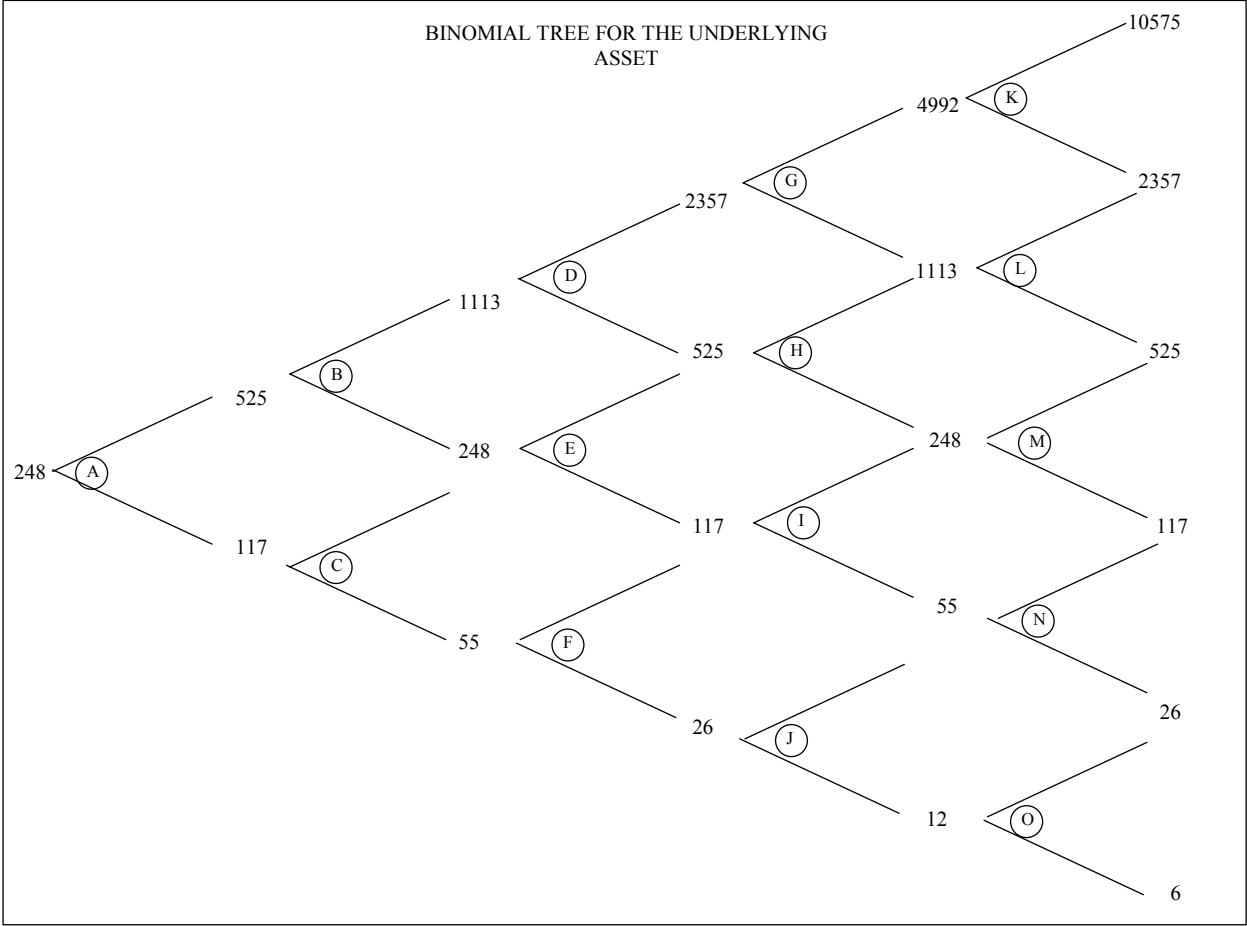 BINOMIAL TREE FOR THE UNDERLYING
ASSET
10575
4992
K
2357
G
2357
1113
L
D
1113
525
H
525
B
525
248
M
248
E
248
A
117
I
117
117
C
55
N
55
F
26
26
J
12
O
6